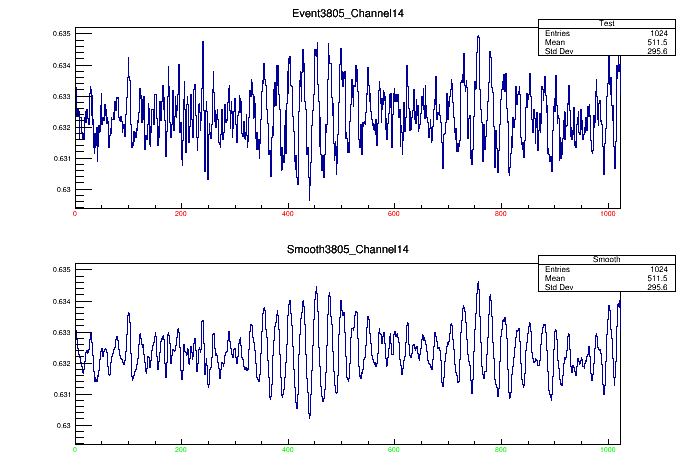 Event3805_Channel14
Test
Entries 1024
Mean 511.5
Std Dev 295.6
0.635
0.634
0.633
0.632
0.631
0.63
0 200 400 600 800 1000
Smooth3805_Channel14
Smooth
Entries 1024
Mean 511.5
Std Dev 295.6
0.635
0.634
0.633
0.632
0.631
0.63
0 200 400 600 800 1000